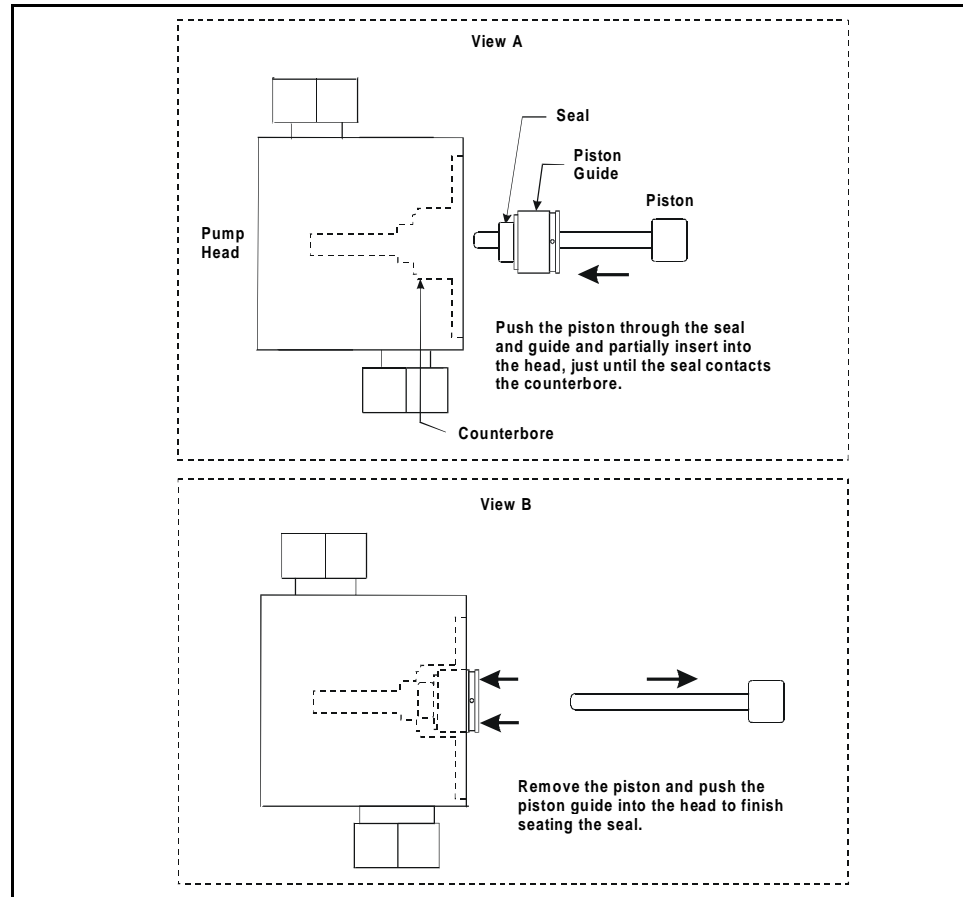 View A
Seal
Piston
Guide
Piston
Pump
Head
Push the piston through the seal
and guide and partially insert into
the head, just until the seal contacts
the counterbore.
Counterbore
View B
Remove the piston and push the
piston guide into the head to finish
seating the seal.